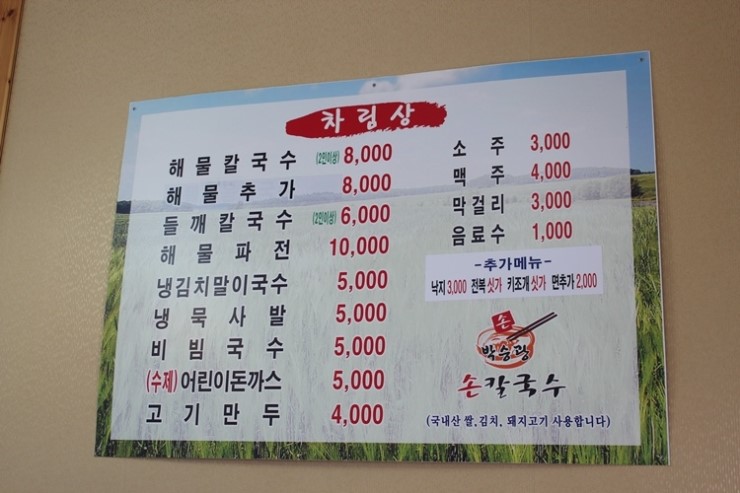 차림상
해물칼국수 (2인이상) 8,000
해물추가 8,000
들깨칼국수 (2인이상) 6,000
해물파전 10,000
냉김치말이국수 5,000
냉묵사발 5,000
비빔국수 5,000
(수제)어린이돈까스 5,000
고기만두 4,000
소주 3,000
맥주 4,000
막걸리 3,000
음료수 1,000
-추가메뉴-
낙지 3,000 전복 싯가 키조개 싯가 면추가 2,000
손
박승광
손칼국수
(국내산 쌀,김치, 돼지고기 사용합니다)